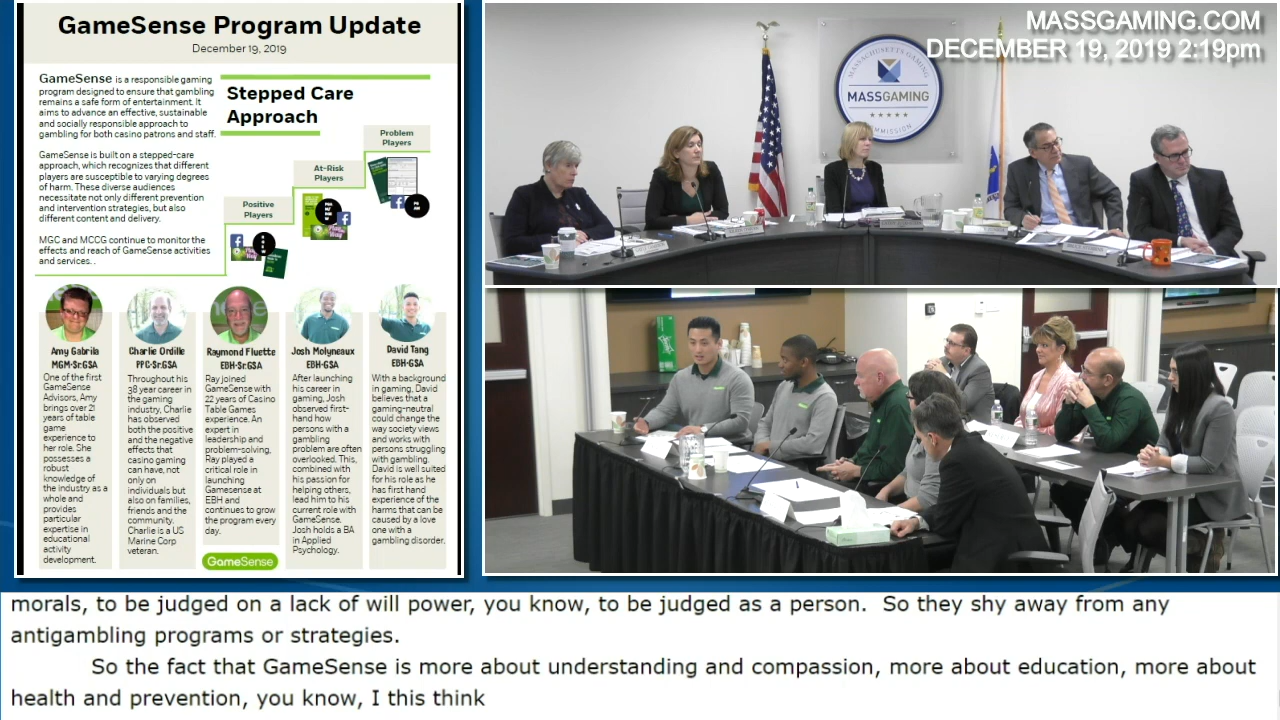 GameSense Program Update
December 19, 2019
GameSense is a responsible gaming
program designed to ensure that gambling
remains a safe form of entertainment. It
aims to advance an effective, sustainable
and socially responsible approach to
gambling for both casino patrons and staff.
GameSense is built on a stepped-care
approach, which recognizes that different
players are susceptible to varying degrees
of harm. These diverse audiences
necessitate not only different prevention
and intervention strategies, but also
different content and delivery.
MGC and MCCG continue to monitor the
effects and reach of GameSense activities
and services. .
Stepped Care
Approach
Problem
Players
At-Risk
Players
Positive
Players
Amy Gabrila
MGM-Sr.GSA
One of the first
GameSense
Advisors, Amy
brings over 21
years of table
game
experience to
her role. She
possesses a
robust
knowledge of
the industry as a
whole and
provides
particular
expertise in
educational
activity
development.
Charlie Ordille
PPC-Sr.GSA
Throughout his
38 year career in
the gaming
industry, Charlie
has observed
both the positive
and the negative
effects that
casino gaming
can have, not
only on
individuals but
also on families,
friends and the
community.
Charlie is a US
Marine Corp
veteran.
Raymond Fluette
EBH-Sr.GSA
Ray joined
GameSense with
22 years of Casino
Table Games
experience. An
expert in
leadership and
problem-solving,
Ray played a
critical role in
launching
Gamesense at
EBH and
continues to grow
the program every
day.
GameSense
Josh Molyneaux
EBH-GSA
After launching
his career in
gaming, Josh
observed first-
hand how
persons with a
gambling
problem are often
overlooked. This,
combined with
his passion for
helping others,
lead him to his
current role with
GameSense.
Josh holds a BA
in Applied
Psychology.
David Tang
EBH-GSA
With a background
in gaming, David
believes that a
gaming-neutral
could change the
way society views
and works with
persons struggling
with gambling.
David is well suited
for his role as he
has first hand
experience of the
harms that can be
caused by a love
one with a
gambling disorder.
MASSGAMING.COM
DECEMBER 19, 2019 2:19pm
MASSACHUSETTS GAMING
MASSGAMING
COMMISSION
morals, to be judged on a lack of will power, you know, to be judged as a person.  So they shy away from any
antigambling programs or strategies.
So the fact that GameSense is more about understanding and compassion, more about education, more about
health and prevention, you know, I this think